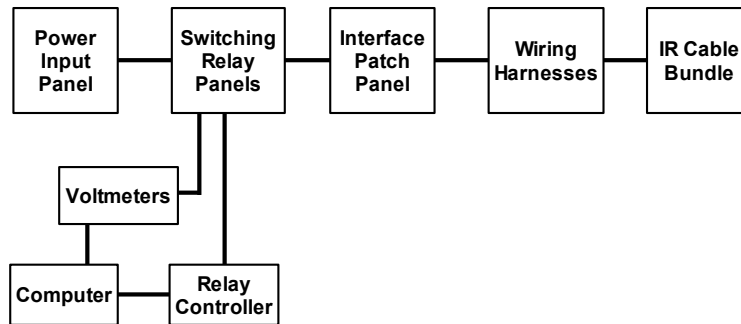 Power
Input
Panel
Switching
Relay
Panels
Interface
Patch
Panel
Wiring
Harnesses
IR Cable
Bundle
Voltmeters
Computer
Relay
Controller